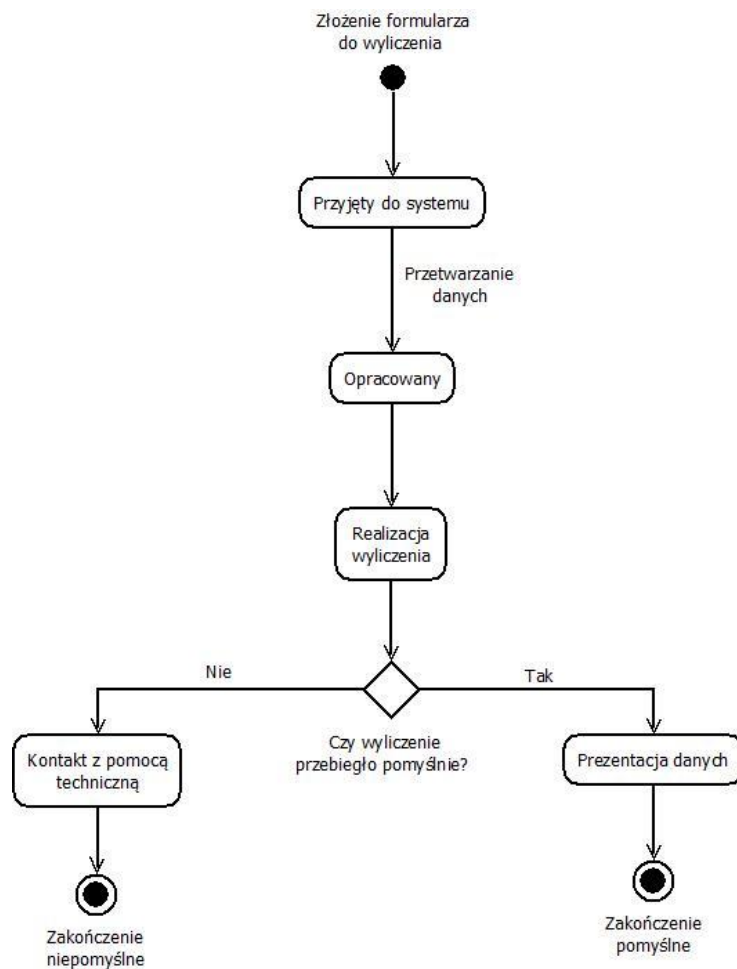 Złożenie formularza
do wyliczenia
Przyjęty do systemu
Przetwarzanie
danych
Opracowany
Realizacja
wyliczenia
Nie
Tak
Czy wyliczenie
przebiegło pomyślnie?
Kontakt z pomocą
techniczną
Prezentacja danych
Zakończenie
niepomyślne
Zakończenie
pomyślne